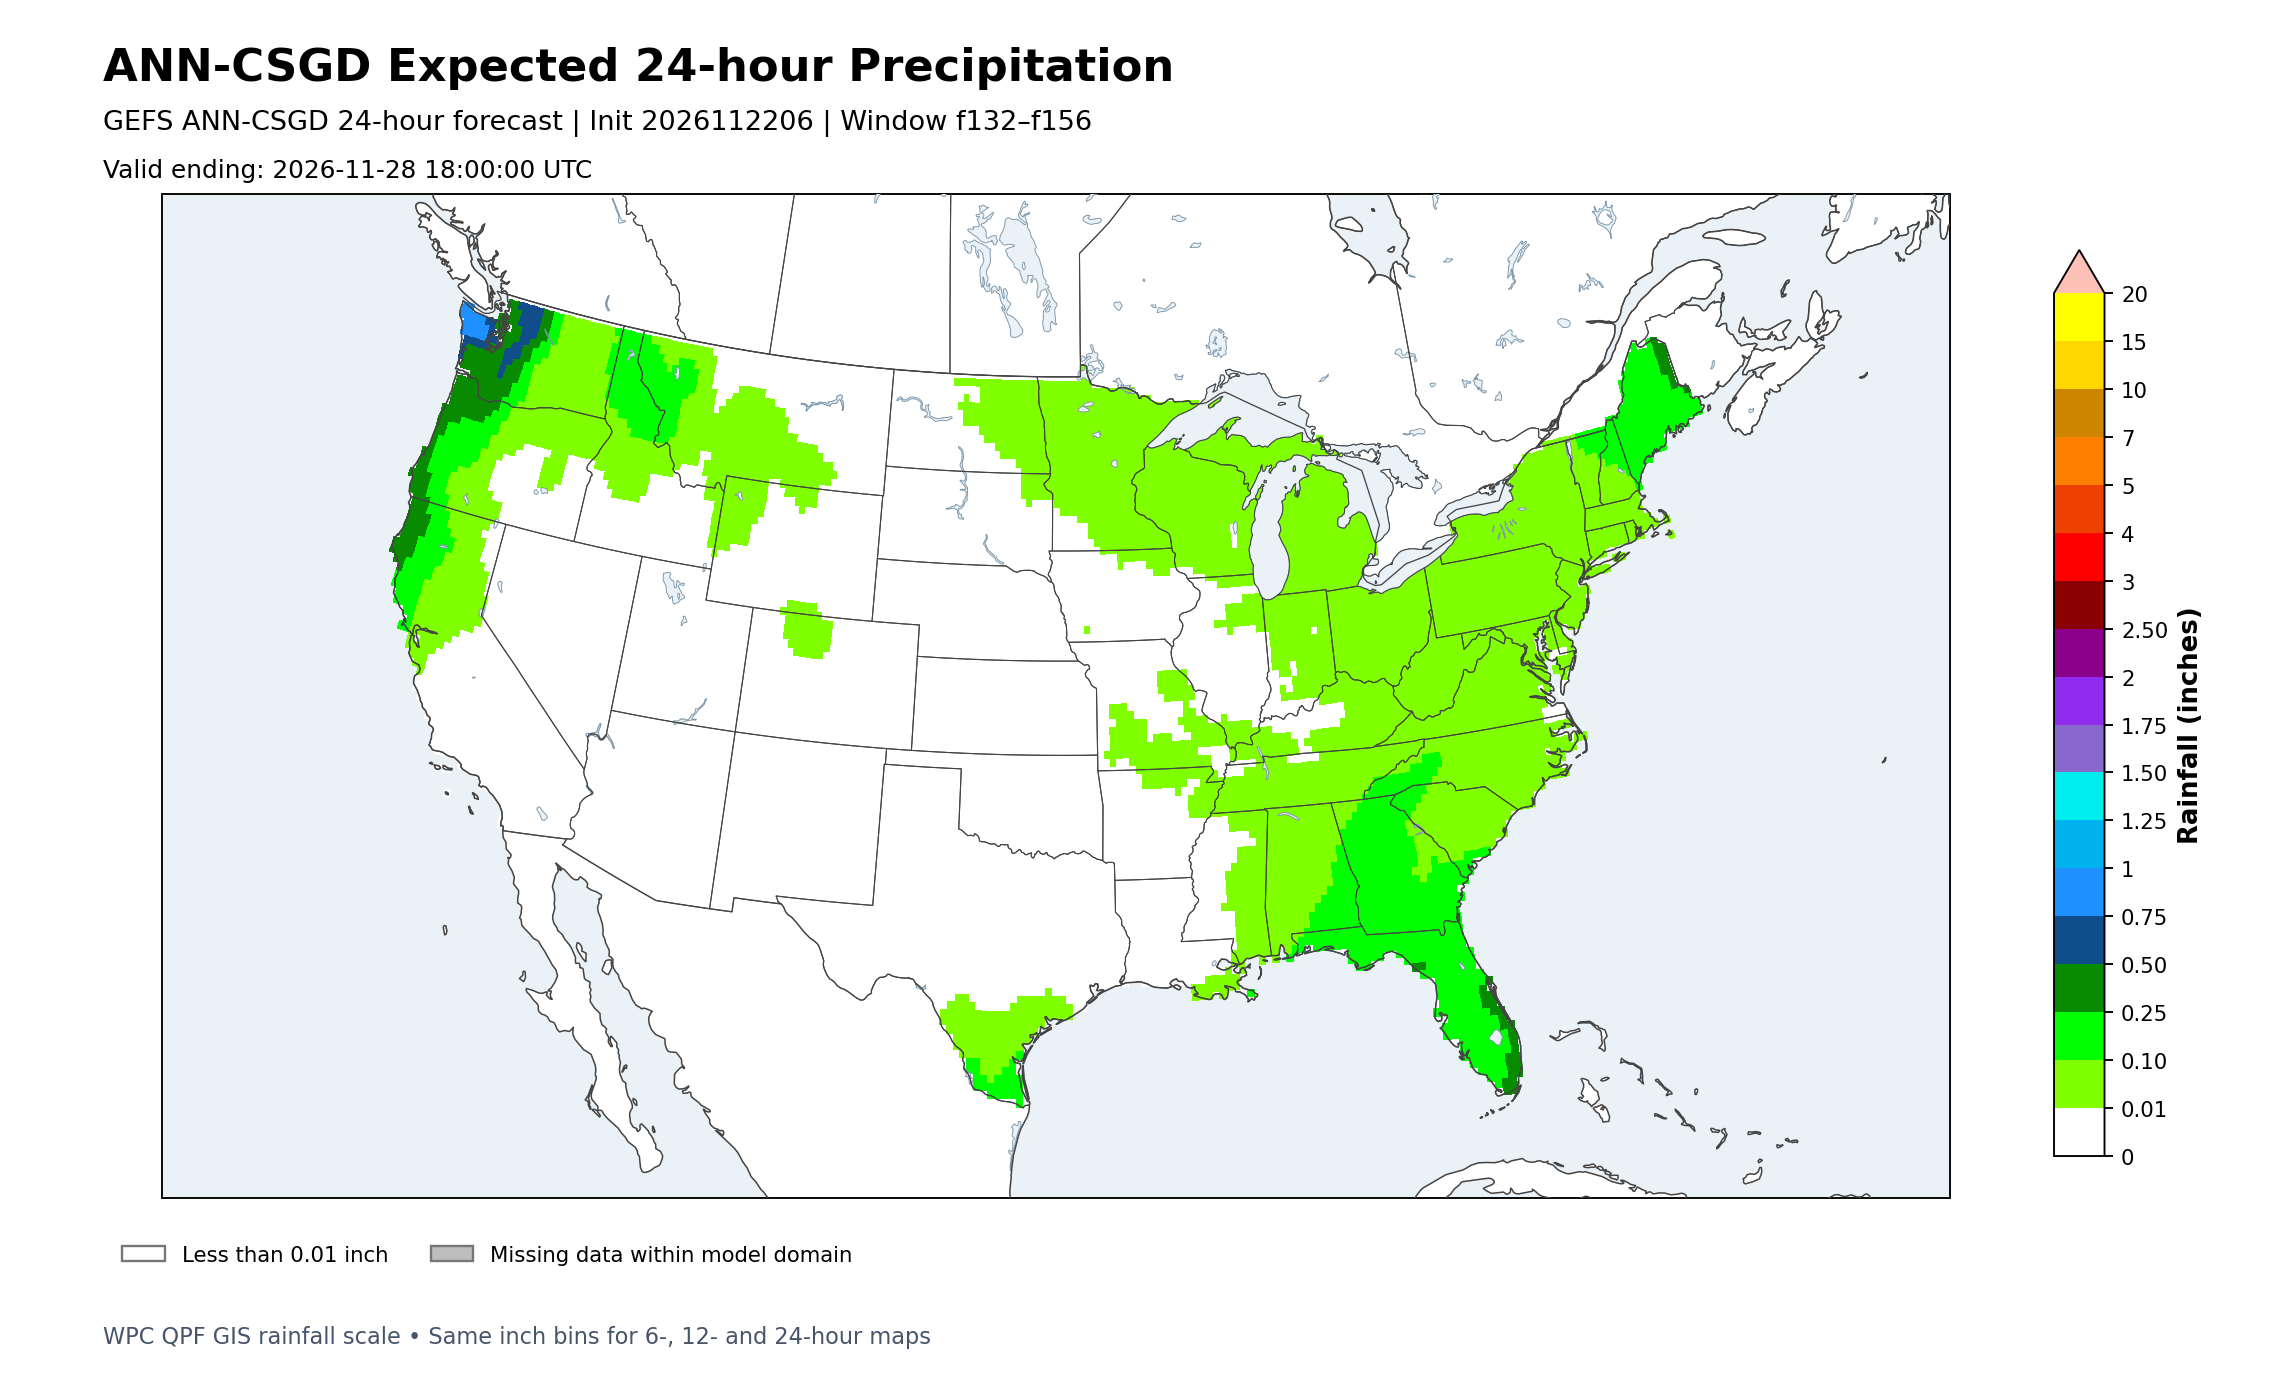 ANN-CSGD Expected 24-hour Precipitation
GEFS ANN-CSGD 24-hour forecast | Init 2026112206 | Window f132–f156
Valid ending: 2026-11-28 18:00:00 UTC
20
15
10
7
5
4
3
2.50
2
1.75
1.50
1.25
1
0.75
0.50
0.25
0.10
0.01
0
Rainfall (inches)
Less than 0.01 inch
Missing data within model domain
WPC QPF GIS rainfall scale • Same inch bins for 6-, 12- and 24-hour maps